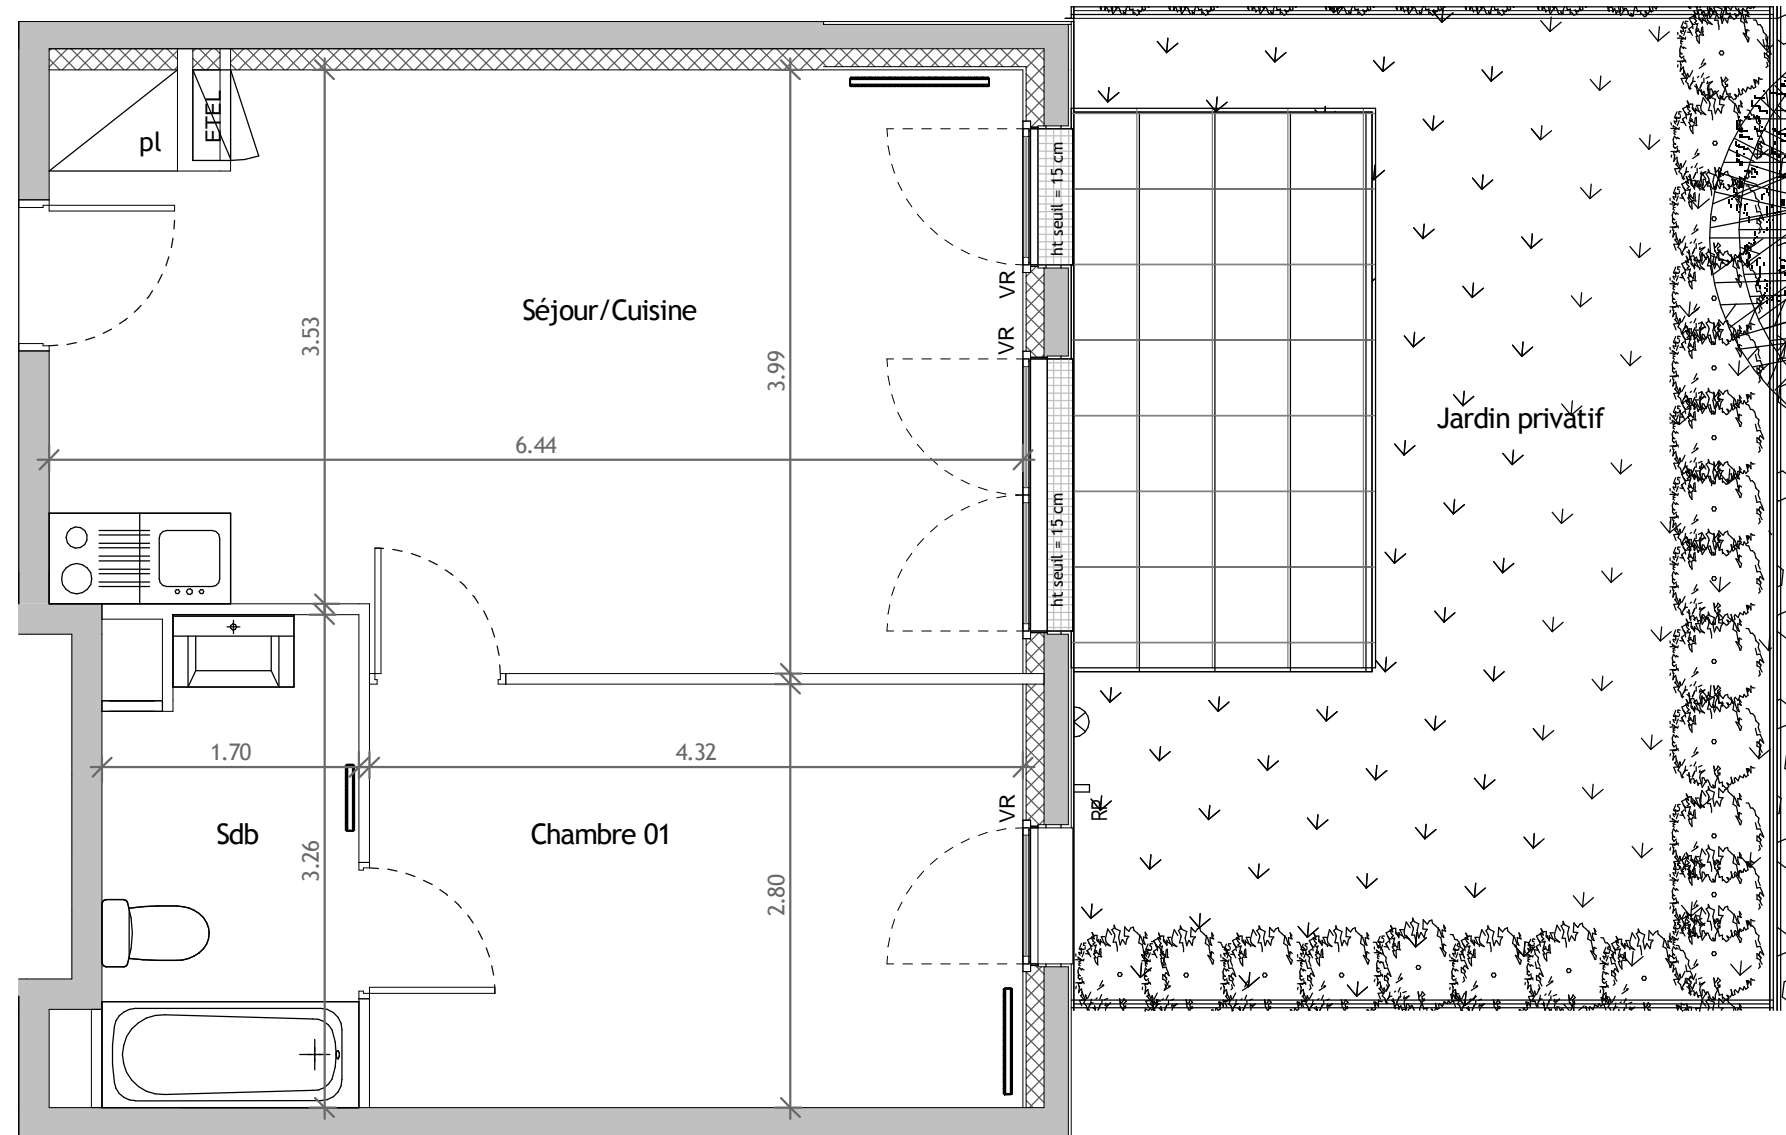 pl
ETEL
ht seuil = 15 cm
VR
VR
Séjour/Cuisine
3.53
3.99
6.44
ht seuil = 15 cm
Jardin privatif
1.70
4.32
VR
RP
Sdb
Chambre 01
3.26
2.80